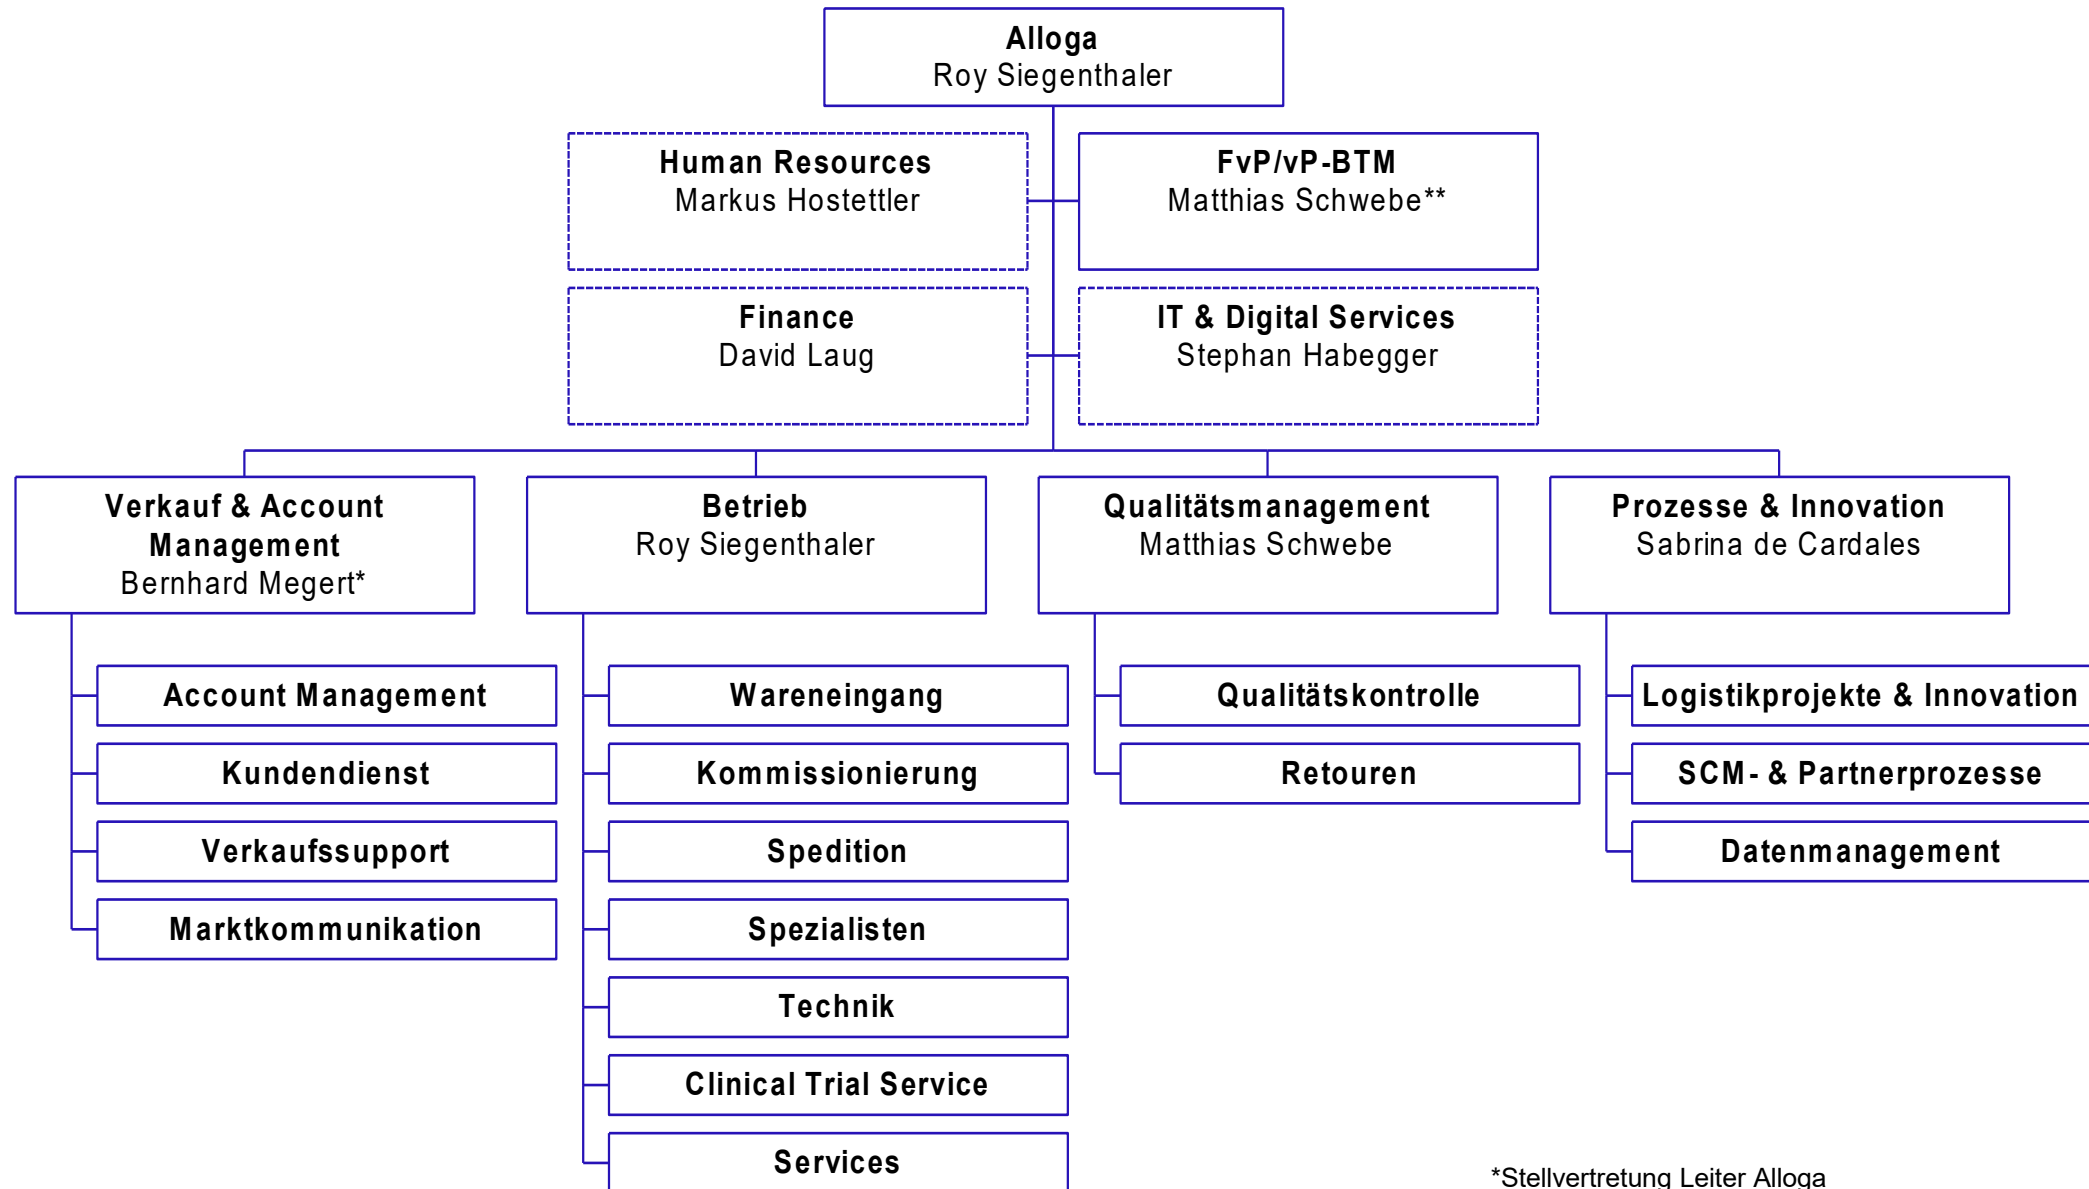 Alloga
Roy Siegenthaler
Human Resources
Markus Hostettler
FvP/vP-BTM
Matthias Schwebe**
Finance
David Laug
IT & Digital Services
Stephan Habegger
Verkauf & Account
Management
Bernhard Megert*
Betrieb
Roy Siegenthaler
Qualitätsmanagement
Matthias Schwebe
Prozesse & Innovation
Sabrina de Cardales
Account Management
Kundendienst
Verkaufssupport
Marktkommunikation
Wareneingang
Kommissionierung
Spedition
Spezialisten
Technik
Clinical Trial Service
Services
Qualitätskontrolle
Retouren
Logistikprojekte & Innovation
SCM- & Partnerprozesse
Datenmanagement
*Stellvertretung Leiter Alloga